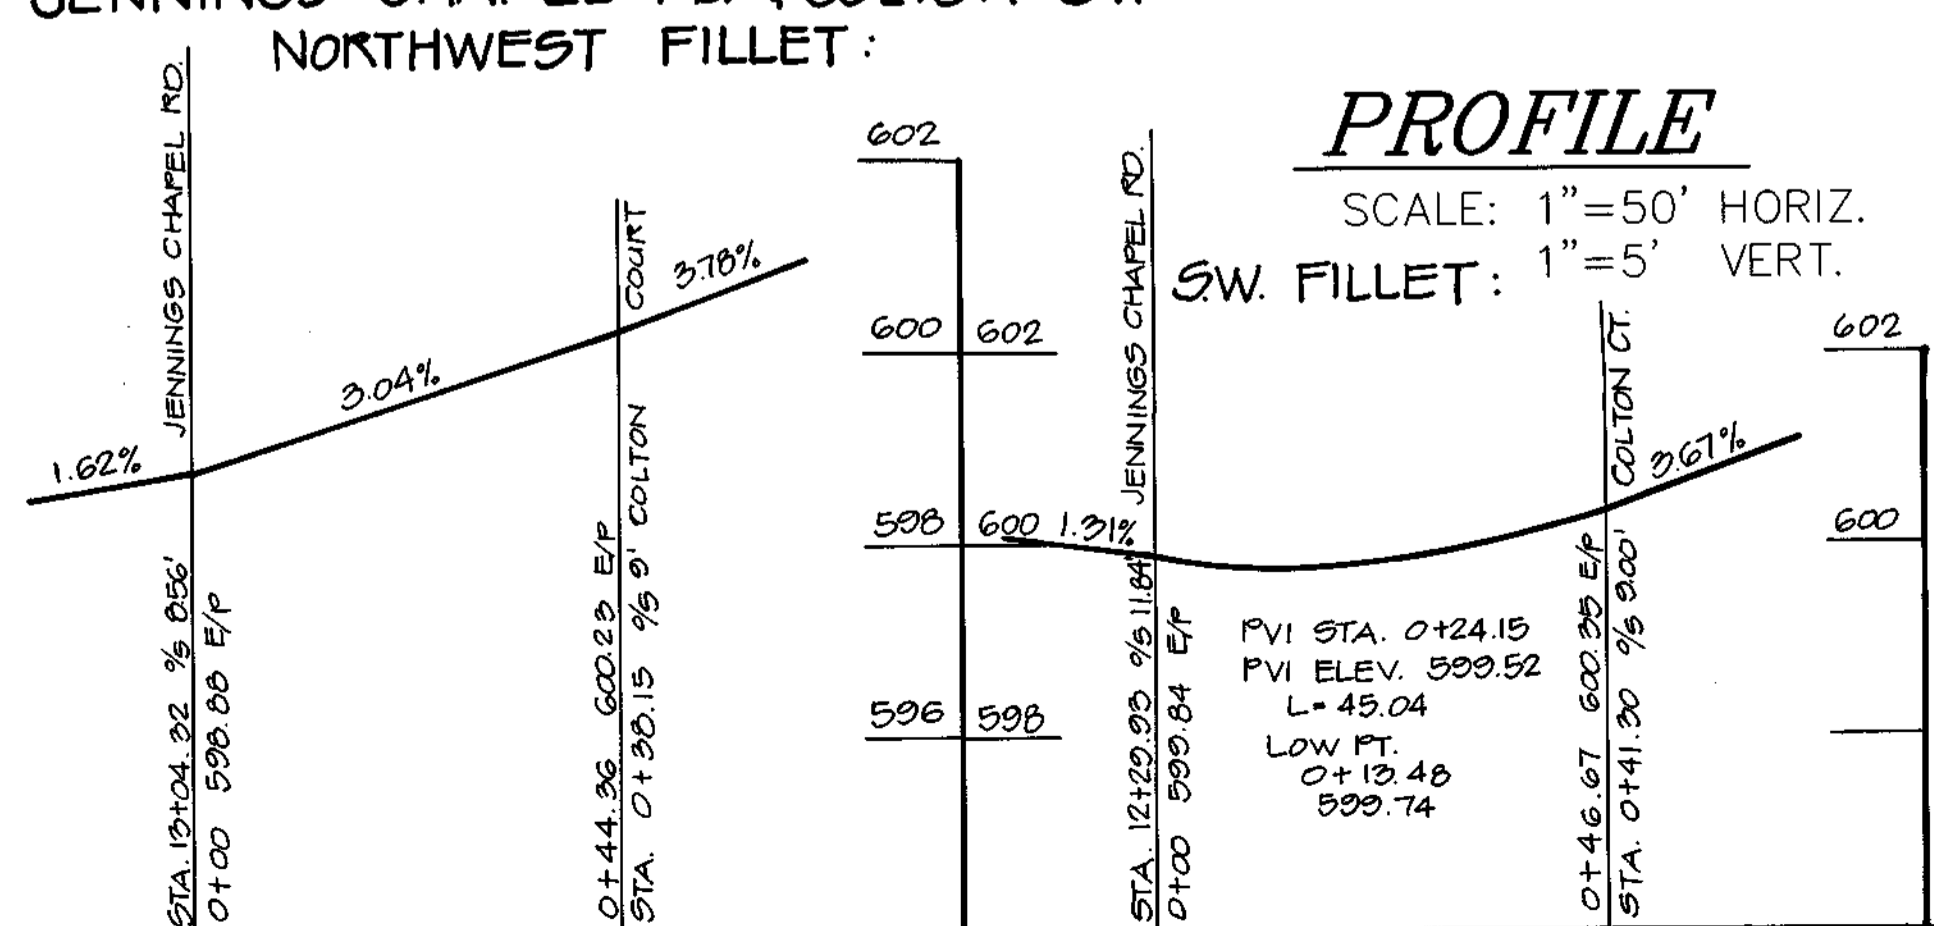 JENNINGS CHAPEL
NORTHWEST FILLET:
JENNINGS CHAPEL RD.
1.62%
3.04%
3.78%
COURT
STA. 13+04.32 º/s 8.56'
0+00 598.88 E/P
0+44.36 600.23 E/P
STA. 0+38.15 º/s 9' COLTON
602
600
598
596
602
600
598
PROFILE
SCALE: 1"=50' HORIZ.
1"=5' VERT.
S.W. FILLET:
JENNINGS CHAPEL RD.
1.31%
3.67%
COLTON CT.
STA. 12+29.93 º/s 11.84'
0+00 599.84 E/P
PVI STA. 0+24.15
PVI ELEV. 599.52
L= 45.04
LOW PT.
0+13.48
599.74
0+46.67 600.35 E/P
STA. 0+41.30 º/s 9.00'
602
600